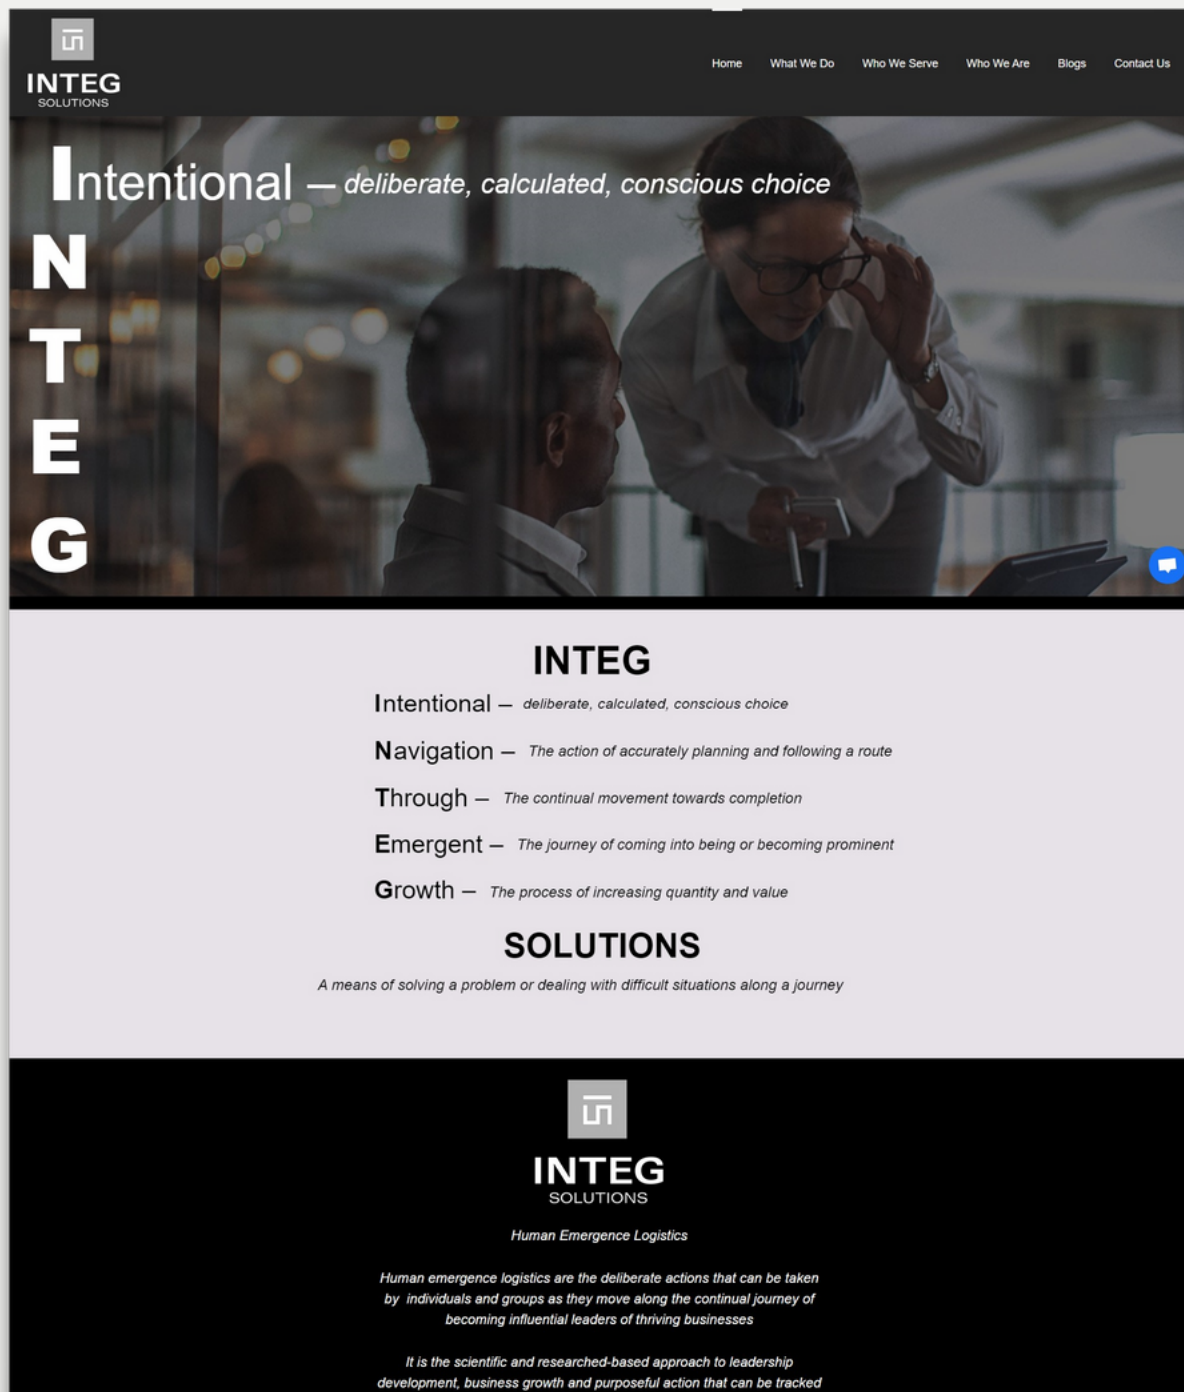 INTEG
SOLUTIONS
Home What We Do Who We Serve Who We Are Blogs Contact Us
Intentional — deliberate, calculated, conscious choice
N
T
E
G
INTEG
Intentional – deliberate, calculated, conscious choice
Navigation – The action of accurately planning and following a route
Through – The continual movement towards completion
Emergent – The journey of coming into being or becoming prominent
Growth – The process of increasing quantity and value
SOLUTIONS
A means of solving a problem or dealing with difficult situations along a journey
INTEG
SOLUTIONS
Human Emergence Logistics
Human emergence logistics are the deliberate actions that can be taken
by individuals and groups as they move along the continual journey of
becoming influential leaders of thriving businesses
It is the scientific and researched-based approach to leadership
development, business growth and purposeful action that can be tracked